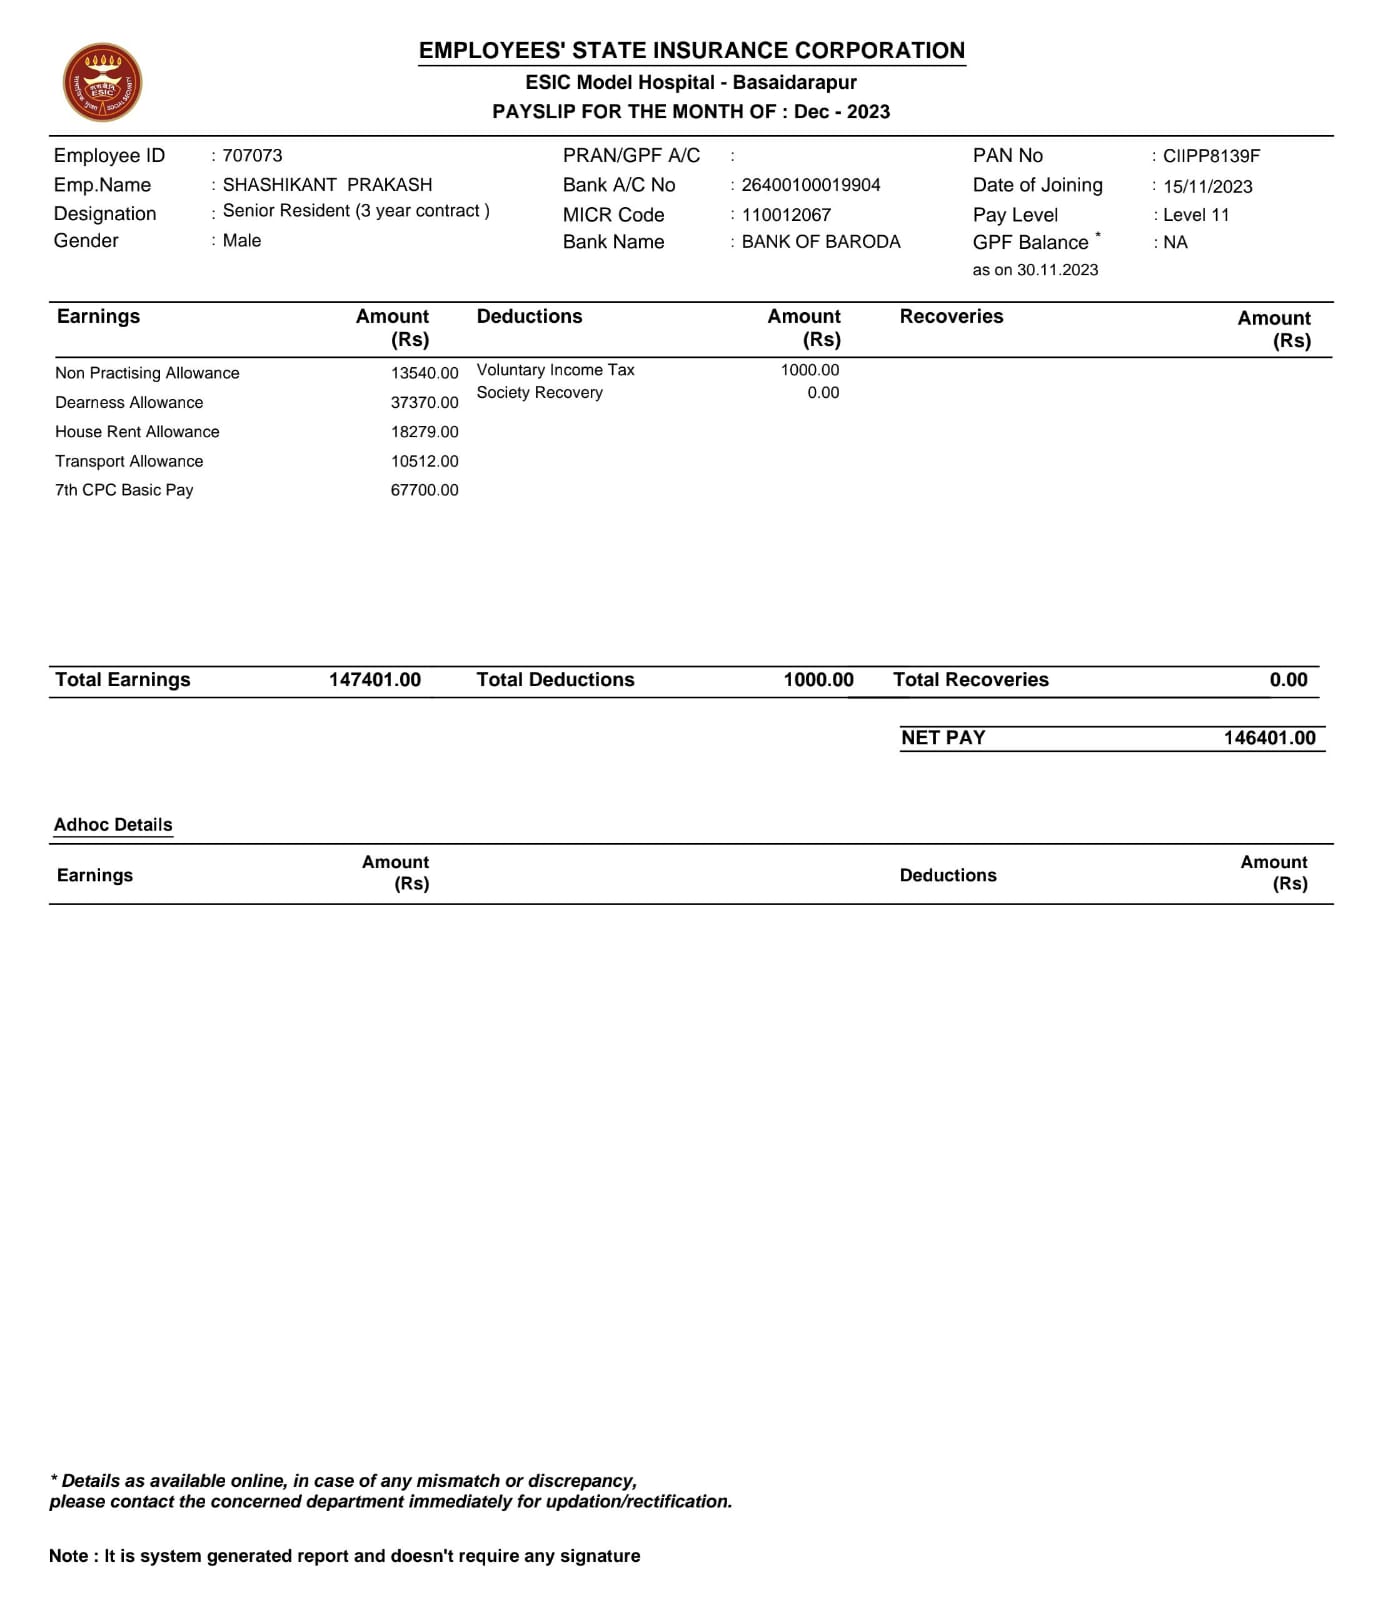 EMPLOYEES' STATE INSURANCE CORPORATION
ESIC Model Hospital - Basaidarapur
PAYSLIP FOR THE MONTH OF : Dec - 2023
ESIC
Employee ID : 707073 PRAN/GPF A/C : PAN No : CIIPP8139F
Emp.Name : SHASHIKANT PRAKASH Bank A/C No : 26400100019904 Date of Joining : 15/11/2023
Designation : Senior Resident (3 year contract ) MICR Code : 110012067 Pay Level : Level 11
Gender : Male Bank Name : BANK OF BARODA GPF Balance * : NA
as on 30.11.2023
Earnings Amount (Rs) Deductions Amount (Rs) Recoveries Amount (Rs)
Non Practising Allowance 13540.00 Voluntary Income Tax 1000.00
Dearness Allowance 37370.00 Society Recovery 0.00
House Rent Allowance 18279.00
Transport Allowance 10512.00
7th CPC Basic Pay 67700.00
Total Earnings 147401.00 Total Deductions 1000.00 Total Recoveries 0.00
NET PAY 146401.00
Adhoc Details
Earnings Amount (Rs) Deductions Amount (Rs)
* Details as available online, in case of any mismatch or discrepancy,
please contact the concerned department immediately for updation/rectification.
Note : It is system generated report and doesn't require any signature